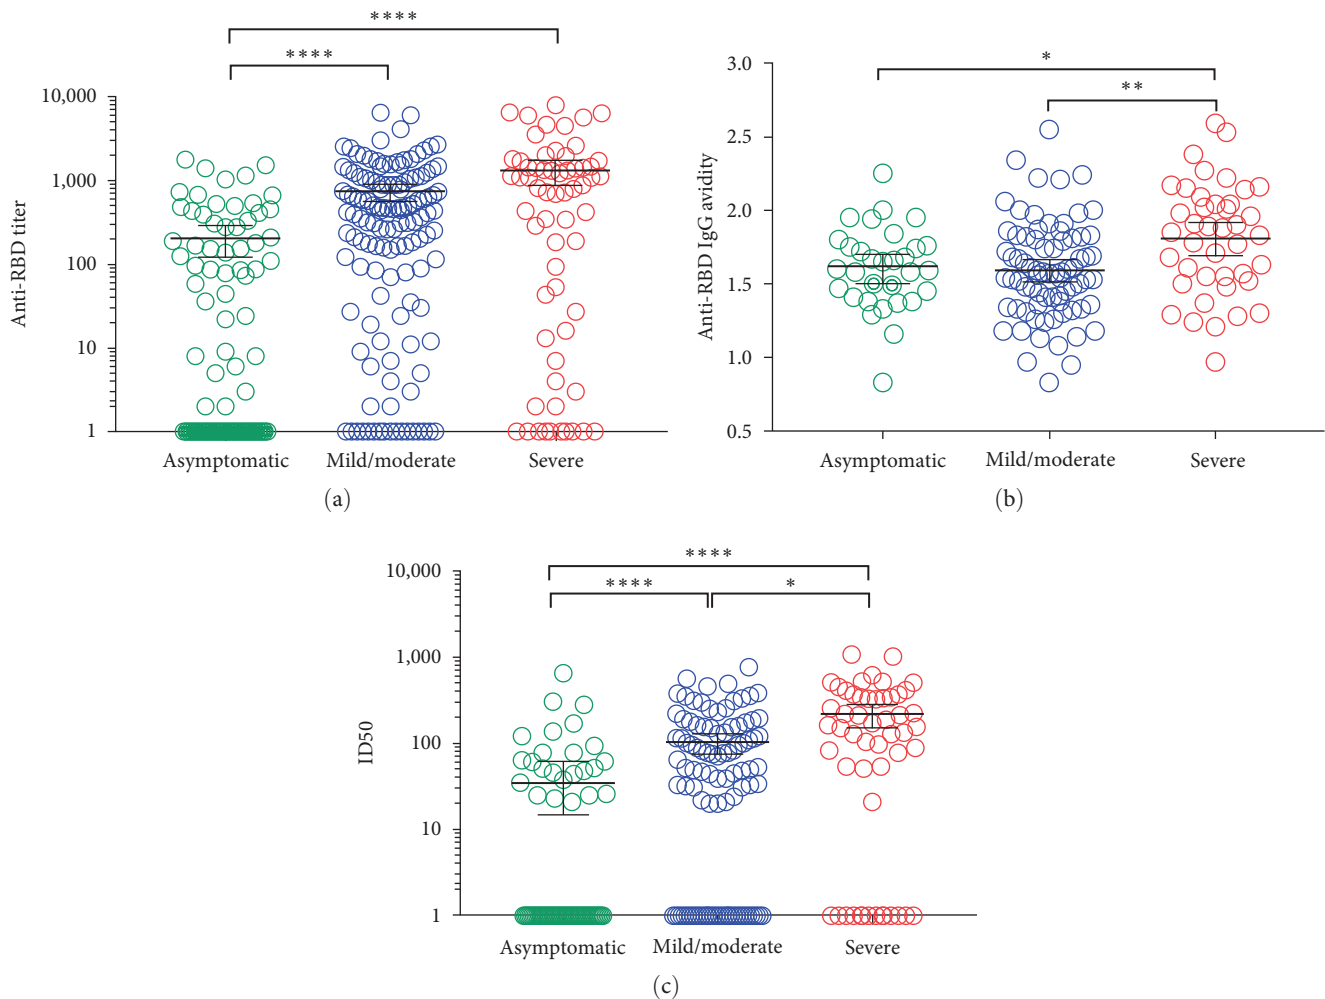 ****
****
10,000
1,000
100
10
1
Anti-RBD titer
Asymptomatic
Mild/moderate
Severe
(a)
*
**
3.0
2.5
2.0
1.5
1.0
0.5
Anti-RBD IgG avidity
Asymptomatic
Mild/moderate
Severe
(b)
****
****
*
10,000
1,000
100
10
1
ID50
Asymptomatic
Mild/moderate
Severe
(c)